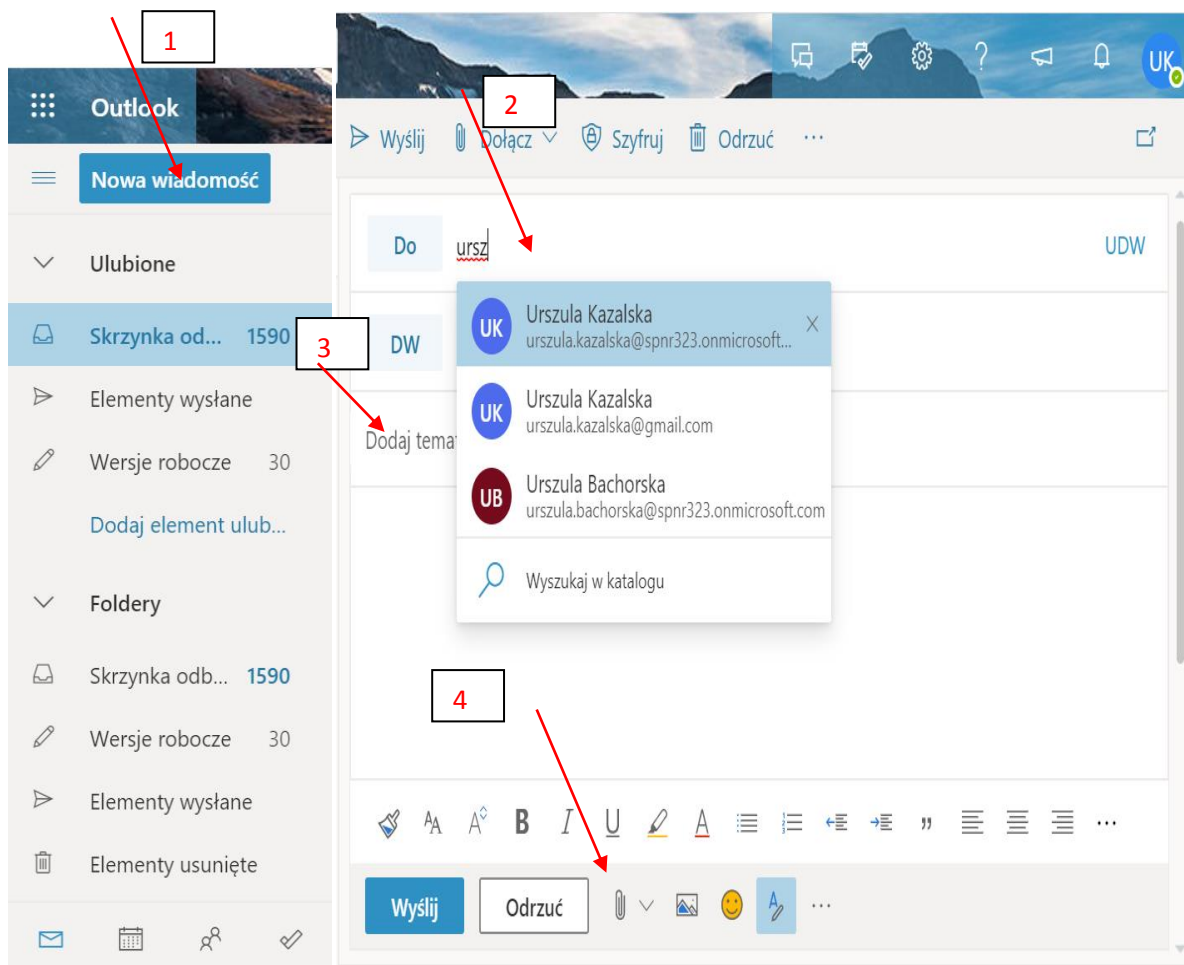 1
Outlook
Nowa wiadomość
Ulubione
Skrzynka od... 1590
Elementy wysłane
Wersje robocze 30
Dodaj element ulub...
Foldery
Skrzynka odb... 1590
Wersje robocze 30
Elementy wysłane
Elementy usunięte
? UK
2
Wyślij Dołącz Szyfruj Odrzuć ...
Do ursz UDW
Urszula Kazalska X
urszula.kazalska@spnr323.onmicrosoft...
UK
3
DW
Urszula Kazalska
urszula.kazalska@gmail.com
UK
Dodaj temat
Urszula Bachorska
urszula.bachorska@spnr323.onmicrosoft.com
UB
Wyszukaj w katalogu
4
AA A B I U A ...
Wyślij Odrzuć A ...